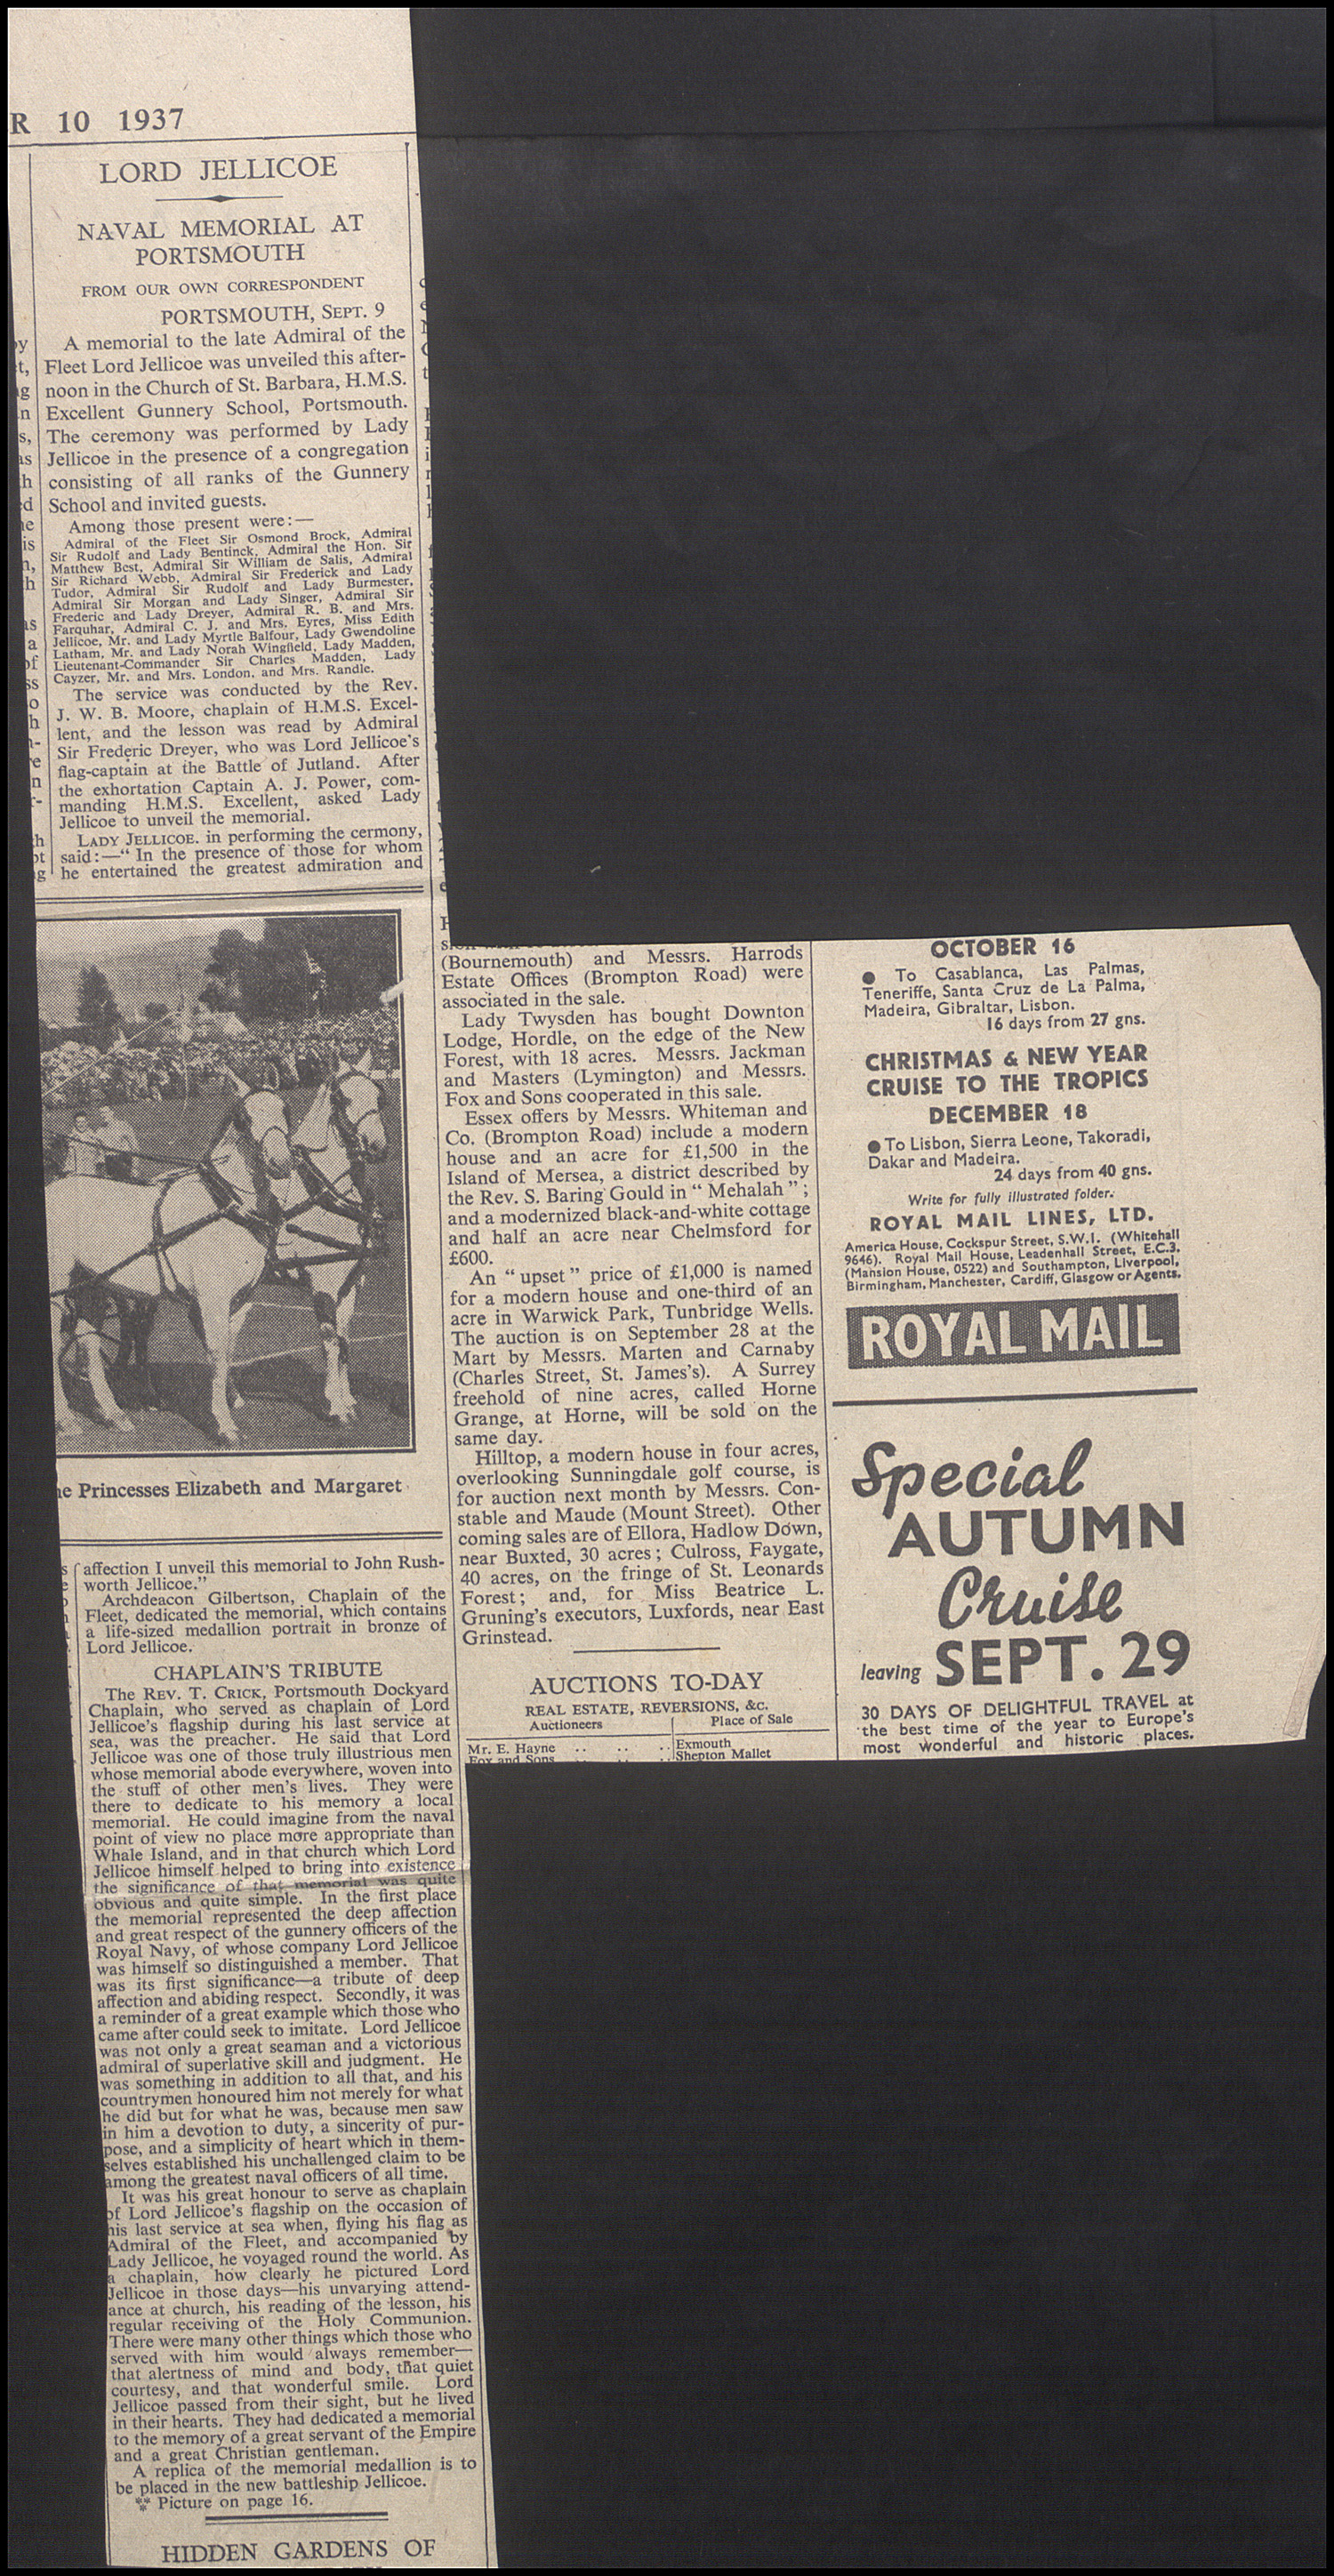 R 10 1937
LORD JELLICOE
NAVAL MEMORIAL AT
PORTSMOUTH
FROM OUR OWN CORRESPONDENT
PORTSMOUTH, SEPT. 9
A memorial to the late Admiral of the
Fleet Lord Jellicoe was unveiled this after-
noon in the Church of St. Barbara, H.M.S.
Excellent Gunnery School, Portsmouth.
The ceremony was performed by Lady
Jellicoe in the presence of a congregation
consisting of all ranks of the Gunnery
School and invited guests.
Among those present were:—
Admiral of the Fleet Sir Osmond Brock, Admiral
Sir Rudolf and Lady Bentinck, Admiral the Hon. Sir
Matthew Best, Admiral Sir William de Salis, Admiral
Sir Richard Webb, Admiral Sir Frederick and Lady
Tudor, Admiral Sir Rudolf and Lady Burmester,
Admiral Sir Morgan and Lady Singer, Admiral Sir
Frederic and Lady Dreyer, Admiral R. B. and Mrs.
Farquhar, Admiral C. J. and Mrs. Eyres, Miss Edith
Jellicoe, Mr. and Lady Myrtle Balfour, Lady Gwendoline
Latham, Mr. and Lady Norah Wingfield, Lady Madden,
Lieutenant-Commander Sir Charles Madden, Lady
Cayzer, Mr. and Mrs. London, and Mrs. Randle.
The service was conducted by the Rev.
J. W. B. Moore, chaplain of H.M.S. Excel-
lent, and the lesson was read by Admiral
Sir Frederic Dreyer, who was Lord Jellicoe's
flag-captain at the Battle of Jutland. After
the exhortation Captain A. J. Power, com-
manding H.M.S. Excellent, asked Lady
Jellicoe to unveil the memorial.
LADY JELLICOE. in performing the cermony,
said:—" In the presence of those for whom
he entertained the greatest admiration and
e Princesses Elizabeth and Margaret
affection I unveil this memorial to John Rush-
worth Jellicoe."
Archdeacon Gilbertson, Chaplain of the
Fleet, dedicated the memorial, which contains
a life-sized medallion portrait in bronze of
Lord Jellicoe.
CHAPLAIN'S TRIBUTE
The REV. T. CRICK, Portsmouth Dockyard
Chaplain, who served as chaplain of Lord
Jellicoe's flagship during his last service at
sea, was the preacher. He said that Lord
Jellicoe was one of those truly illustrious men
whose memorial abode everywhere, woven into
the stuff of other men's lives. They were
there to dedicate to his memory a local
memorial. He could imagine from the naval
point of view no place more appropriate than
Whale Island, and in that church which Lord
Jellicoe himself helped to bring into existence
the significance of that memorial was quite
obvious and quite simple. In the first place
the memorial represented the deep affection
and great respect of the gunnery officers of the
Royal Navy, of whose company Lord Jellicoe
was himself so distinguished a member. That
was its first significance—a tribute of deep
affection and abiding respect. Secondly, it was
a reminder of a great example which those who
came after could seek to imitate. Lord Jellicoe
was not only a great seaman and a victorious
admiral of superlative skill and judgment. He
was something in addition to all that, and his
countrymen honoured him not merely for what
he did but for what he was, because men saw
in him a devotion to duty, a sincerity of pur-
pose, and a simplicity of heart which in them-
selves established his unchallenged claim to be
among the greatest naval officers of all time.
It was his great honour to serve as chaplain
of Lord Jellicoe's flagship on the occasion of
his last service at sea when, flying his flag as
Admiral of the Fleet, and accompanied by
Lady Jellicoe, he voyaged round the world. As
a chaplain, how clearly he pictured Lord
Jellicoe in those days—his unvarying attend-
ance at church, his reading of the lesson, his
regular receiving of the Holy Communion.
There were many other things which those who
served with him would always remember—
that alertness of mind and body, that quiet
courtesy, and that wonderful smile. Lord
Jellicoe passed from their sight, but he lived
in their hearts. They had dedicated a memorial
to the memory of a great servant of the Empire
and a great Christian gentleman.
A replica of the memorial medallion is to
be placed in the new battleship Jellicoe.
⁂ Picture on page 16.
HIDDEN GARDENS OF
(Bournemouth) and Messrs. Harrods
Estate Offices (Brompton Road) were
associated in the sale.
Lady Twysden has bought Downton
Lodge, Hordle, on the edge of the New
Forest, with 18 acres. Messrs. Jackman
and Masters (Lymington) and Messrs.
Fox and Sons cooperated in this sale.
Essex offers by Messrs. Whiteman and
Co. (Brompton Road) include a modern
house and an acre for £1,500 in the
Island of Mersea, a district described by
the Rev. S. Baring Gould in " Mehalah " ;
and a modernized black-and-white cottage
and half an acre near Chelmsford for
£600.
An " upset " price of £1,000 is named
for a modern house and one-third of an
acre in Warwick Park, Tunbridge Wells.
The auction is on September 28 at the
Mart by Messrs. Marten and Carnaby
(Charles Street, St. James's). A Surrey
freehold of nine acres, called Horne
Grange, at Horne, will be sold on the
same day.
Hilltop, a modern house in four acres,
overlooking Sunningdale golf course, is
for auction next month by Messrs. Con-
stable and Maude (Mount Street). Other
coming sales are of Ellora, Hadlow Down,
near Buxted, 30 acres ; Culross, Faygate,
40 acres, on the fringe of St. Leonards
Forest ; and, for Miss Beatrice L.
Gruning's executors, Luxfords, near East
Grinstead.
AUCTIONS TO-DAY
REAL ESTATE, REVERSIONS, &c.
Auctioneers Place of Sale
Mr. E. Hayne .. .. .. Exmouth
Fox and Sons .. .. .. Shepton Mallet
OCTOBER 16
● To Casablanca, Las Palmas,
Teneriffe, Santa Cruz de La Palma,
Madeira, Gibraltar, Lisbon.
16 days from 27 gns.
CHRISTMAS & NEW YEAR
CRUISE TO THE TROPICS
DECEMBER 18
● To Lisbon, Sierra Leone, Takoradi,
Dakar and Madeira.
24 days from 40 gns.
Write for fully illustrated folder.
ROYAL MAIL LINES, LTD.
America House, Cockspur Street, S.W.1. (Whitehall
9646). Royal Mail House, Leadenhall Street, E.C.3.
(Mansion House, 0522) and Southampton, Liverpool,
Birmingham, Manchester, Cardiff, Glasgow or Agents.
ROYAL MAIL
Special
AUTUMN
Cruise
leaving SEPT. 29
30 DAYS OF DELIGHTFUL TRAVEL at
the best time of the year to Europe's
most wonderful and historic places.